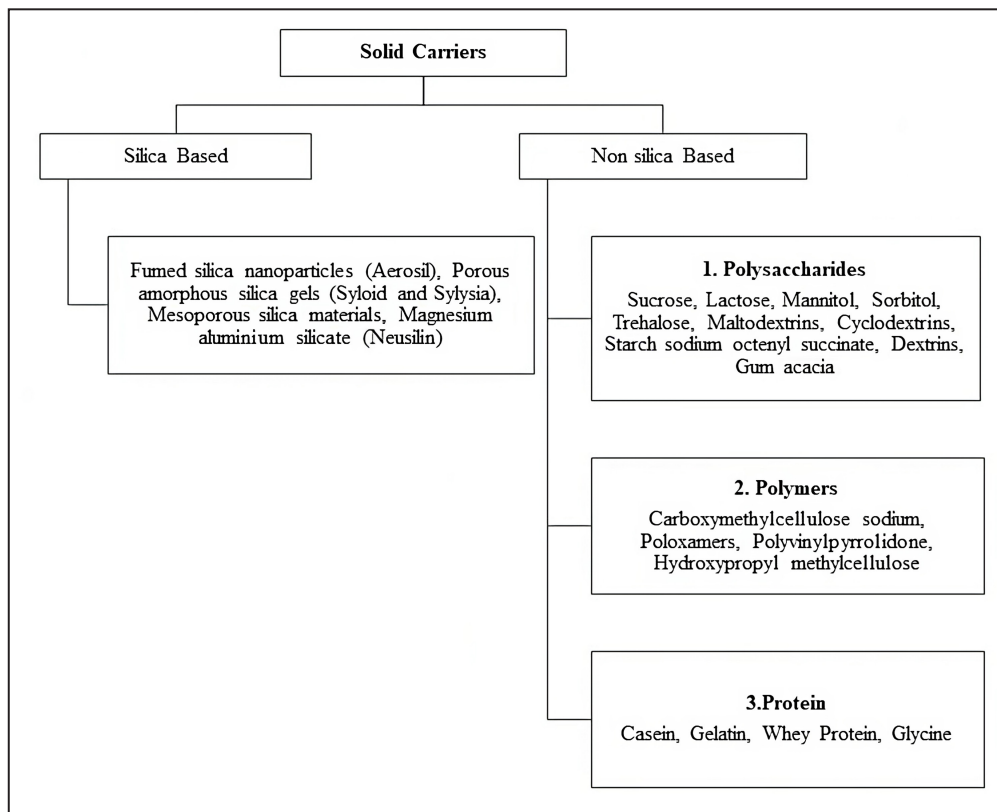 Solid Carriers
Silica Based
Non silica Based
Fumed silica nanoparticles (Aerosil), Porous
amorphous silica gels (Syloid and Sylysia),
Mesoporous silica materials, Magnesium
aluminium silicate (Neusilin)
1. Polysaccharides
Sucrose, Lactose, Mannitol, Sorbitol,
Trehalose, Maltodextrins, Cyclodextrins,
Starch sodium octenyl succinate, Dextrins,
Gum acacia
2. Polymers
Carboxymethylcellulose sodium,
Poloxamers, Polyvinylpyrrolidone,
Hydroxypropyl methylcellulose
3.Protein
Casein, Gelatin, Whey Protein, Glycine